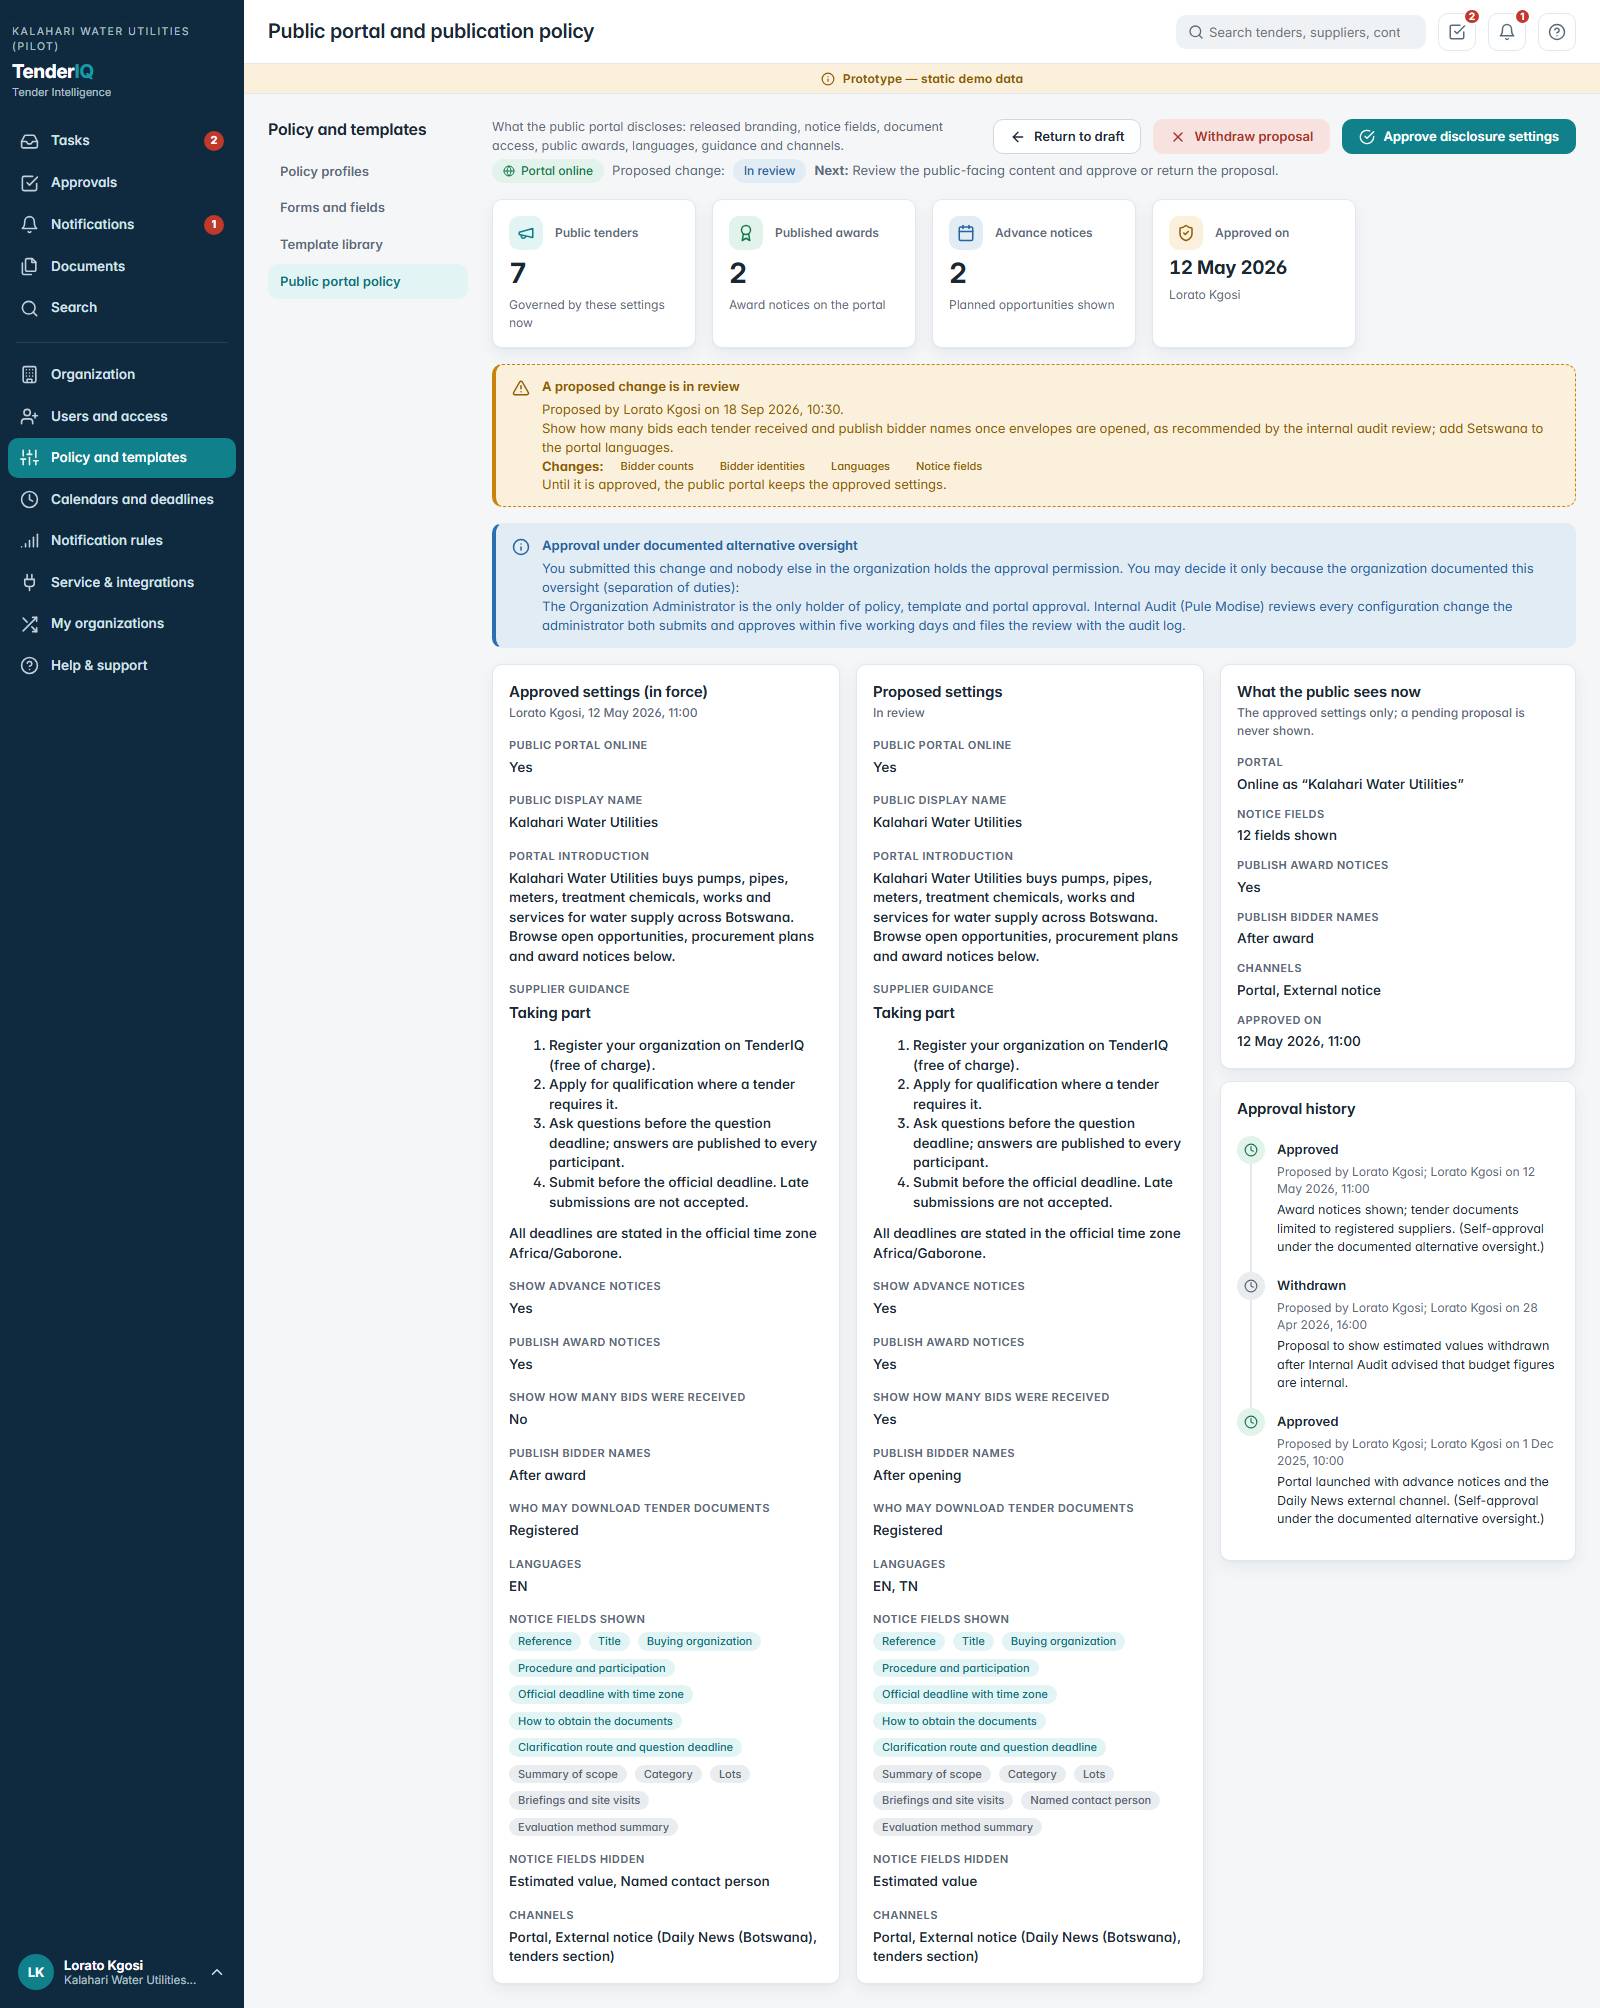 KALAHARI WATER UTILITIES
(PILOT)
TenderIQ
Tender Intelligence
Tasks
2
Approvals
Notifications
1
Documents
Search
Organization
Users and access
Policy and templates
Calendars and deadlines
Notification rules
Service & integrations
My organizations
Help & support
LK
Lorato Kgosi
Kalahari Water Utilities...
Public portal and publication policy
Search tenders, suppliers, cont
2
1
Prototype — static demo data
Policy and templates
Policy profiles
Forms and fields
Template library
Public portal policy
What the public portal discloses: released branding, notice fields, document
access, public awards, languages, guidance and channels.
Return to draft
Withdraw proposal
Approve disclosure settings
Portal online
Proposed change:
In review
Next: Review the public-facing content and approve or return the proposal.
Public tenders
7
Governed by these settings
now
Published awards
2
Award notices on the portal
Advance notices
2
Planned opportunities shown
Approved on
12 May 2026
Lorato Kgosi
A proposed change is in review
Proposed by Lorato Kgosi on 18 Sep 2026, 10:30.
Show how many bids each tender received and publish bidder names once envelopes are opened, as recommended by the internal audit review; add Setswana to
the portal languages.
Changes: Bidder counts Bidder identities Languages Notice fields
Until it is approved, the public portal keeps the approved settings.
Approval under documented alternative oversight
You submitted this change and nobody else in the organization holds the approval permission. You may decide it only because the organization documented this
oversight (separation of duties):
The Organization Administrator is the only holder of policy, template and portal approval. Internal Audit (Pule Modise) reviews every configuration change the
administrator both submits and approves within five working days and files the review with the audit log.
Approved settings (in force)
Lorato Kgosi, 12 May 2026, 11:00
PUBLIC PORTAL ONLINE
Yes
PUBLIC DISPLAY NAME
Kalahari Water Utilities
PORTAL INTRODUCTION
Kalahari Water Utilities buys pumps, pipes,
meters, treatment chemicals, works and
services for water supply across Botswana.
Browse open opportunities, procurement plans
and award notices below.
SUPPLIER GUIDANCE
Taking part
1. Register your organization on TenderIQ
(free of charge).
2. Apply for qualification where a tender
requires it.
3. Ask questions before the question
deadline; answers are published to every
participant.
4. Submit before the official deadline. Late
submissions are not accepted.
All deadlines are stated in the official time zone
Africa/Gaborone.
SHOW ADVANCE NOTICES
Yes
PUBLISH AWARD NOTICES
Yes
SHOW HOW MANY BIDS WERE RECEIVED
No
PUBLISH BIDDER NAMES
After award
WHO MAY DOWNLOAD TENDER DOCUMENTS
Registered
LANGUAGES
EN
NOTICE FIELDS SHOWN
Reference Title Buying organization
Procedure and participation
Official deadline with time zone
How to obtain the documents
Clarification route and question deadline
Summary of scope Category Lots
Briefings and site visits
Evaluation method summary
NOTICE FIELDS HIDDEN
Estimated value, Named contact person
CHANNELS
Portal, External notice (Daily News (Botswana),
tenders section)
Proposed settings
In review
PUBLIC PORTAL ONLINE
Yes
PUBLIC DISPLAY NAME
Kalahari Water Utilities
PORTAL INTRODUCTION
Kalahari Water Utilities buys pumps, pipes,
meters, treatment chemicals, works and
services for water supply across Botswana.
Browse open opportunities, procurement plans
and award notices below.
SUPPLIER GUIDANCE
Taking part
1. Register your organization on TenderIQ
(free of charge).
2. Apply for qualification where a tender
requires it.
3. Ask questions before the question
deadline; answers are published to every
participant.
4. Submit before the official deadline. Late
submissions are not accepted.
All deadlines are stated in the official time zone
Africa/Gaborone.
SHOW ADVANCE NOTICES
Yes
PUBLISH AWARD NOTICES
Yes
SHOW HOW MANY BIDS WERE RECEIVED
Yes
PUBLISH BIDDER NAMES
After opening
WHO MAY DOWNLOAD TENDER DOCUMENTS
Registered
LANGUAGES
EN, TN
NOTICE FIELDS SHOWN
Reference Title Buying organization
Procedure and participation
Official deadline with time zone
How to obtain the documents
Clarification route and question deadline
Summary of scope Category Lots
Briefings and site visits Named contact person
Evaluation method summary
NOTICE FIELDS HIDDEN
Estimated value
CHANNELS
Portal, External notice (Daily News (Botswana),
tenders section)
What the public sees now
The approved settings only; a pending proposal is
never shown.
PORTAL
Online as “Kalahari Water Utilities”
NOTICE FIELDS
12 fields shown
PUBLISH AWARD NOTICES
Yes
PUBLISH BIDDER NAMES
After award
CHANNELS
Portal, External notice
APPROVED ON
12 May 2026, 11:00
Approval history
Approved
Proposed by Lorato Kgosi; Lorato Kgosi on 12
May 2026, 11:00
Award notices shown; tender documents
limited to registered suppliers. (Self-approval
under the documented alternative oversight.)
Withdrawn
Proposed by Lorato Kgosi; Lorato Kgosi on 28
Apr 2026, 16:00
Proposal to show estimated values withdrawn
after Internal Audit advised that budget figures
are internal.
Approved
Proposed by Lorato Kgosi; Lorato Kgosi on 1 Dec
2025, 10:00
Portal launched with advance notices and the
Daily News external channel. (Self-approval
under the documented alternative oversight.)